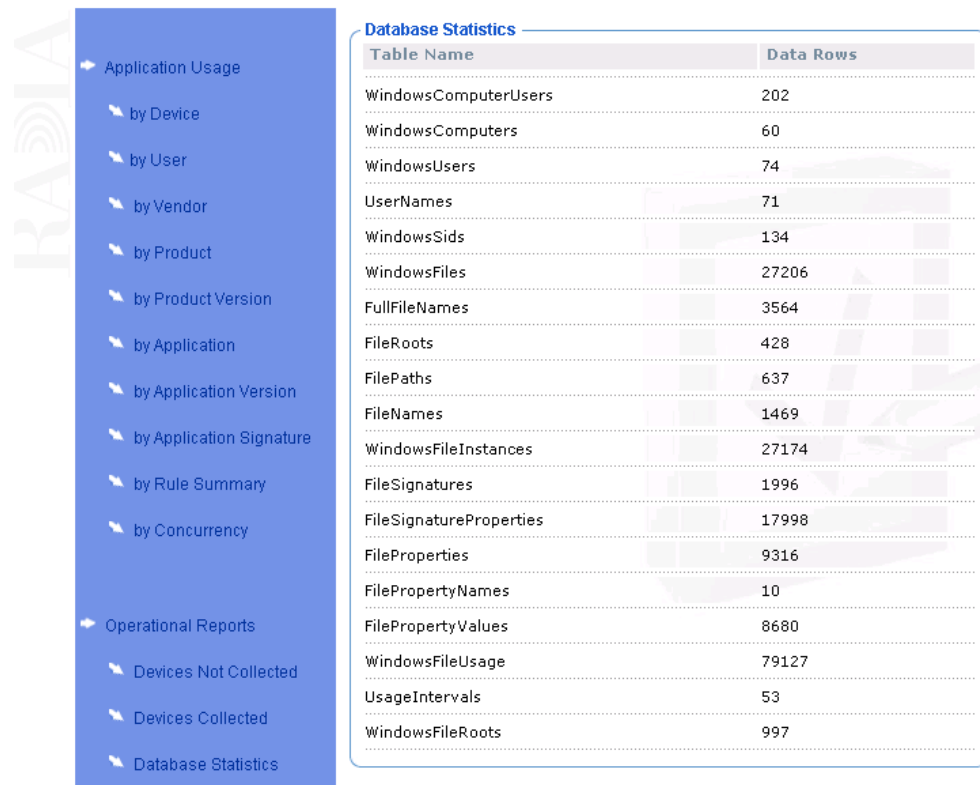 RADIA
Application Usage
by Device
by User
by Vendor
by Product
by Product Version
by Application
by Application Version
by Application Signature
by Rule Summary
by Concurrency
Operational Reports
Devices Not Collected
Devices Collected
Database Statistics
Database Statistics
Table Name Data Rows
WindowsComputerUsers 202
WindowsComputers 60
WindowsUsers 74
UserNames 71
WindowsSids 134
WindowsFiles 27206
FullFileNames 3564
FileRoots 428
FilePaths 637
FileNames 1469
WindowsFileInstances 27174
FileSignatures 1996
FileSignatureProperties 17998
FileProperties 9316
FilePropertyNames 10
FilePropertyValues 8680
WindowsFileUsage 79127
UsageIntervals 53
WindowsFileRoots 997